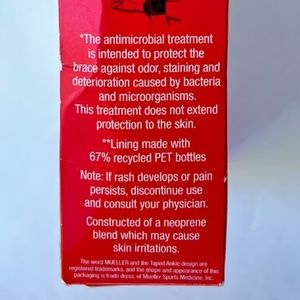 *The antimicrobial treatment
is intended to protect the
brace against odor, staining and
deterioration caused by bacteria
and microorganisms.
This treatment does not extend
protection to the skin.
**Lining made with
67% recycled PET bottles
Note: If rash develops or pain
persists, discontinue use
and consult your physician.
Constructed of a neoprene
blend which may cause
skin irritations.
The word MUELLER and the Taped Ankle design are
registered trademarks, and the shape and appearance of this
packaging is trade dress, of Mueller Sports Medicine, Inc.